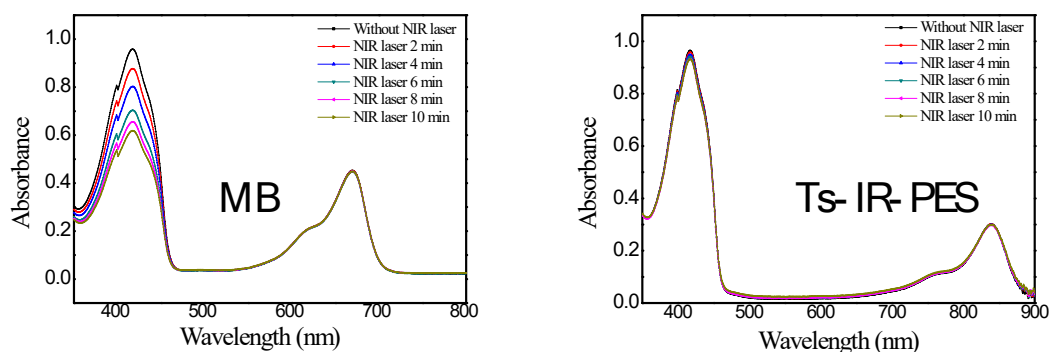 Without NIR laser
NIR laser 2 min
NIR laser 4 min
NIR laser 6 min
NIR laser 8 min
NIR laser 10 min
1.0
0.8
0.6
0.4
0.2
0.0
Absorbance
MB
400 500 600 700 800
Wavelength (nm)
Without NIR laser
NIR laser 2 min
NIR laser 4 min
NIR laser 6 min
NIR laser 8 min
NIR laser 10 min
1.0
0.8
0.6
0.4
0.2
0.0
Absorbance
Ts-IR-PES
400 500 600 700 800 900
Wavelength (nm)